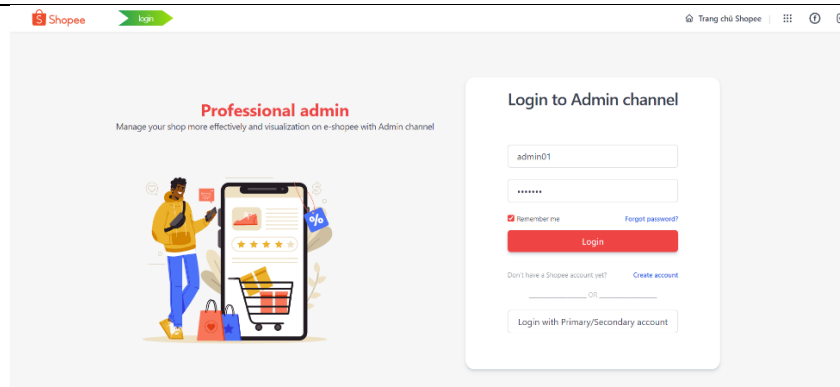 Shopee
login
Trang chủ Shopee
Professional admin
Manage your shop more effectively and visualization on e-shopee with Admin channel
Login to Admin channel
admin01
•••••••
Remember me
Forgot password?
Login
Don't have a Shopee account yet?
Create account
OR
Login with Primary/Secondary account